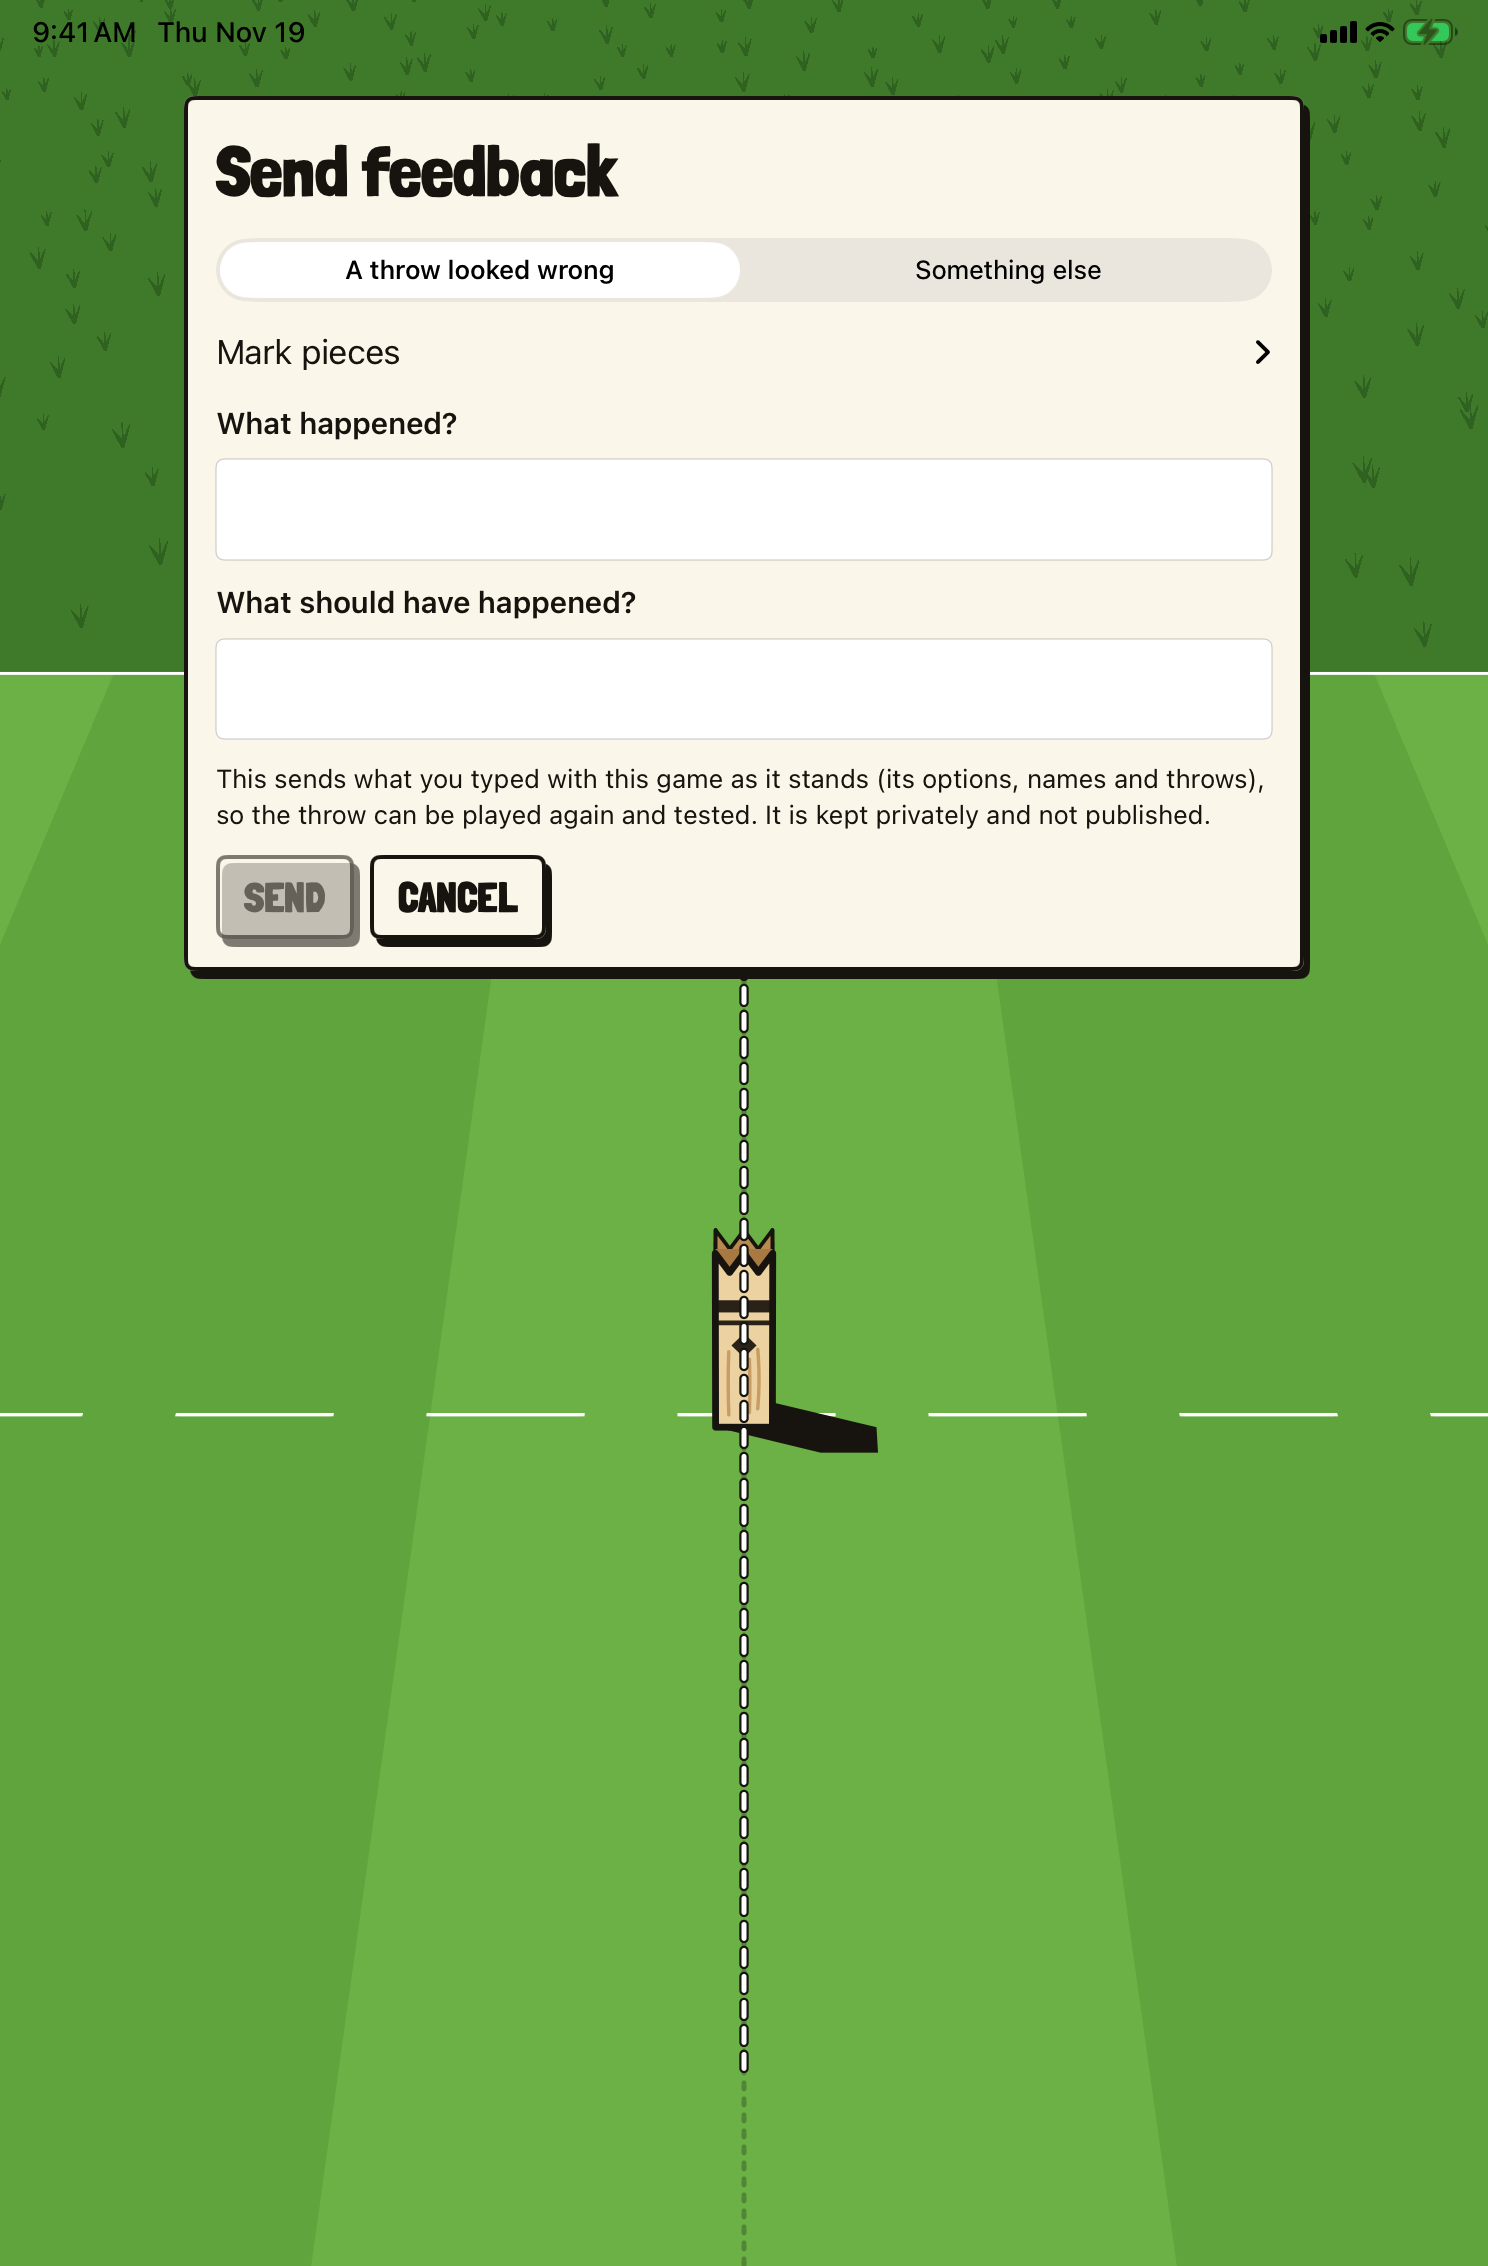 9:41 AM Thu Nov 19
Send feedback
A throw looked wrong
Something else
Mark pieces
What happened?
What should have happened?
This sends what you typed with this game as it stands (its options, names and throws),
so the throw can be played again and tested. It is kept privately and not published.
SEND
CANCEL